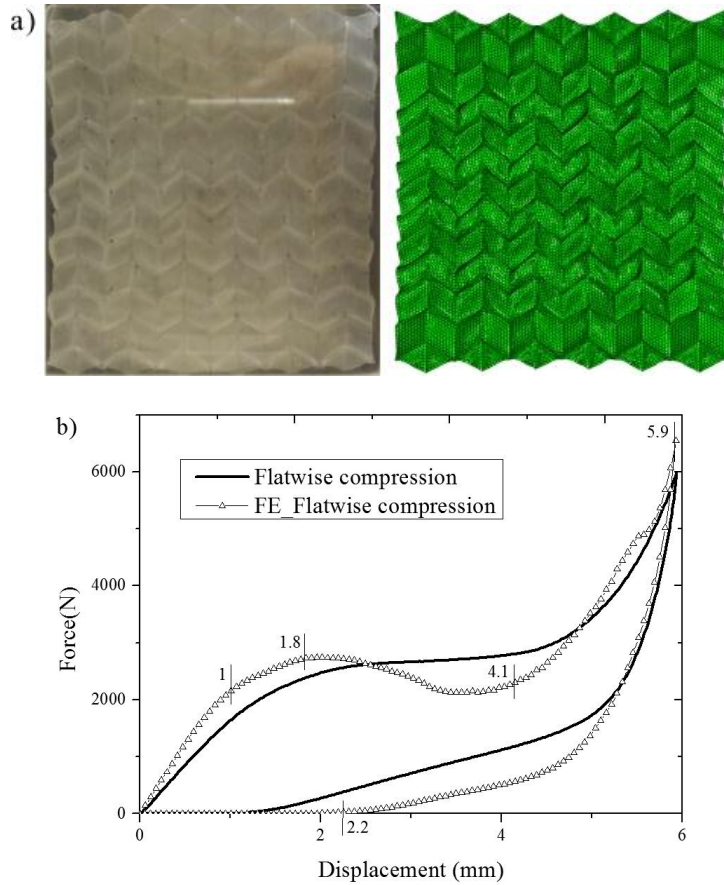 a)
b)
5.9
6000
Flatwise compression
FE_Flatwise compression
4000
1.8
1
4.1
2000
0
2.2
0
2
4
6
Force(N)
Displacement (mm)